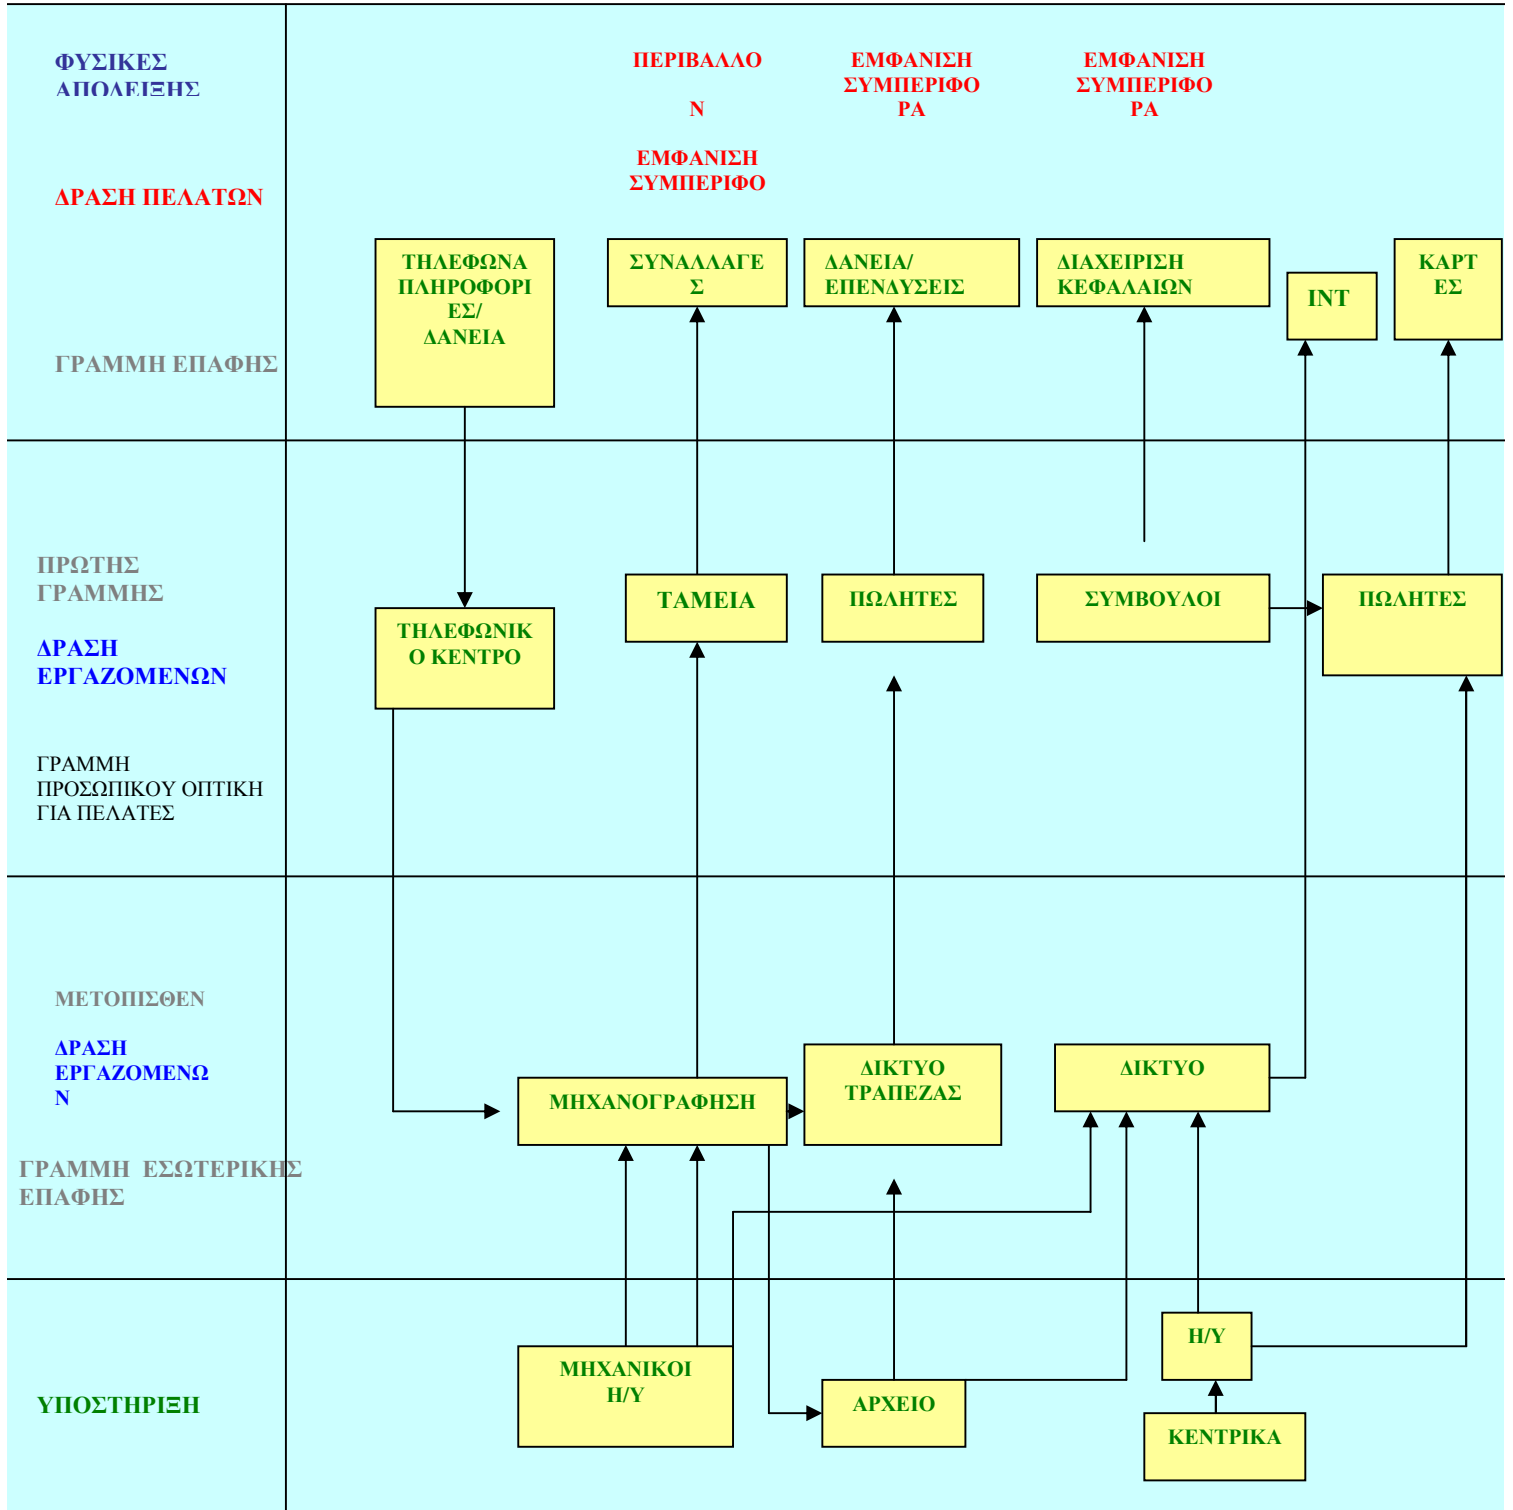 ΦΥΣΙΚΕΣ
ΑΠΟΔΕΙΞΗΣ
ΠΕΡΙΒΑΛΛΟ
Ν
ΕΜΦΑΝΙΣΗ
ΣΥΜΠΕΡΙΦΟ
ΕΜΦΑΝΙΣΗ
ΣΥΜΠΕΡΙΦΟ
ΡΑ
ΕΜΦΑΝΙΣΗ
ΣΥΜΠΕΡΙΦΟ
ΡΑ
ΔΡΑΣΗ ΠΕΛΑΤΩΝ
ΤΗΛΕΦΩΝΑ
ΠΛΗΡΟΦΟΡΙ
ΕΣ/
ΔΑΝΕΙΑ
ΣΥΝΑΛΛΑΓΕ
Σ
ΔΑΝΕΙΑ/
ΕΠΕΝΔΥΣΕΙΣ
ΔΙΑΧΕΙΡΙΣΗ
ΚΕΦΑΛΑΙΩΝ
INT
ΚΑΡΤ
ΕΣ
ΓΡΑΜΜΗ ΕΠΑΦΗΣ
ΠΡΩΤΗΣ
ΓΡΑΜΜΗΣ
ΔΡΑΣΗ
ΕΡΓΑΖΟΜΕΝΩΝ
ΓΡΑΜΜΗ
ΠΡΟΣΩΠΙΚΟΥ ΟΠΤΙΚΗ
ΓΙΑ ΠΕΛΑΤΕΣ
ΤΗΛΕΦΩΝΙΚ
Ο ΚΕΝΤΡΟ
ΤΑΜΕΙΑ
ΠΩΛΗΤΕΣ
ΣΥΜΒΟΥΛΟΙ
ΠΩΛΗΤΕΣ
ΜΕΤΟΠΙΣΘΕΝ
ΔΡΑΣΗ
ΕΡΓΑΖΟΜΕΝΩ
Ν
ΓΡΑΜΜΗ ΕΣΩΤΕΡΙΚΗΣ
ΕΠΑΦΗΣ
ΜΗΧΑΝΟΓΡΑΦΗΣΗ
ΔΙΚΤΥΟ
ΤΡΑΠΕΖΑΣ
ΔΙΚΤΥΟ
ΥΠΟΣΤΗΡΙΞΗ
ΜΗΧΑΝΙΚΟΙ
Η/Υ
ΑΡΧΕΙΟ
Η/Υ
ΚΕΝΤΡΙΚΑ